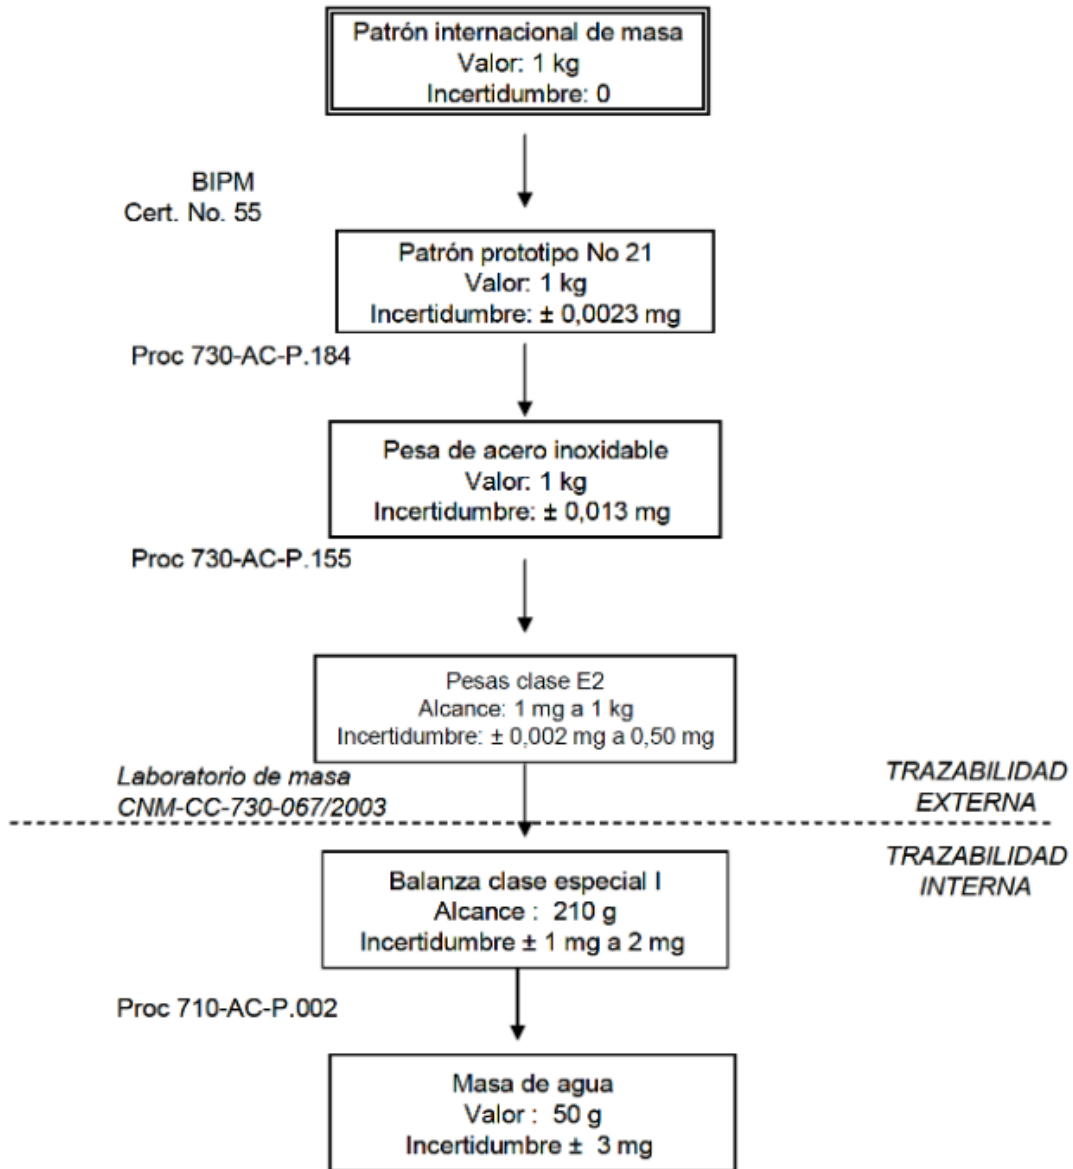 Patrón internacional de masa
Valor: 1 kg
Incertidumbre: 0
BIPM
Cert. No. 55
Patrón prototipo No 21
Valor: 1 kg
Incertidumbre: ± 0,0023 mg
Proc 730-AC-P.184
Pesa de acero inoxidable
Valor: 1 kg
Incertidumbre: ± 0,013 mg
Proc 730-AC-P.155
Pesas clase E2
Alcance: 1 mg a 1 kg
Incertidumbre: ± 0,002 mg a 0,50 mg
Laboratorio de masa
CNM-CC-730-067/2003
TRAZABILIDAD
EXTERNA
TRAZABILIDAD
INTERNA
Balanza clase especial I
Alcance : 210 g
Incertidumbre ± 1 mg a 2 mg
Proc 710-AC-P.002
Masa de agua
Valor : 50 g
Incertidumbre ± 3 mg